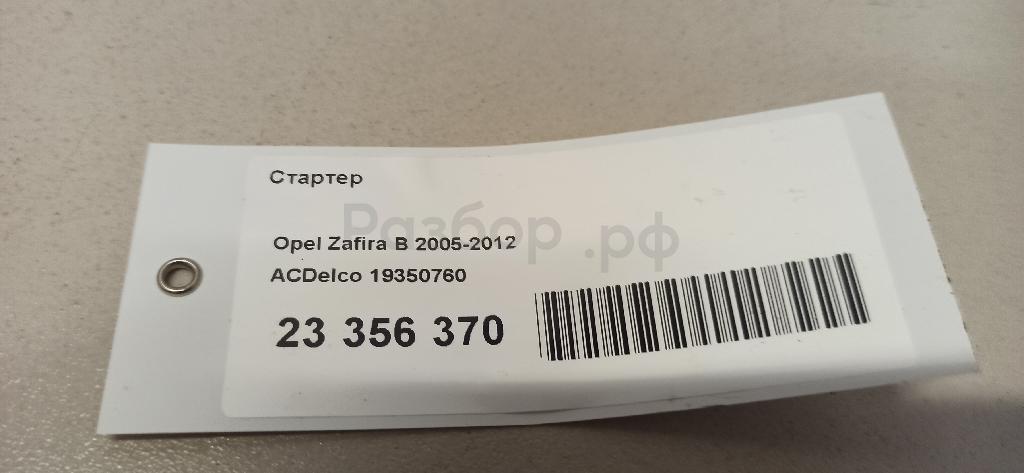 Стартер
Разбор.рф
Opel Zafira B 2005-2012
ACDelco 19350760
23 356 370